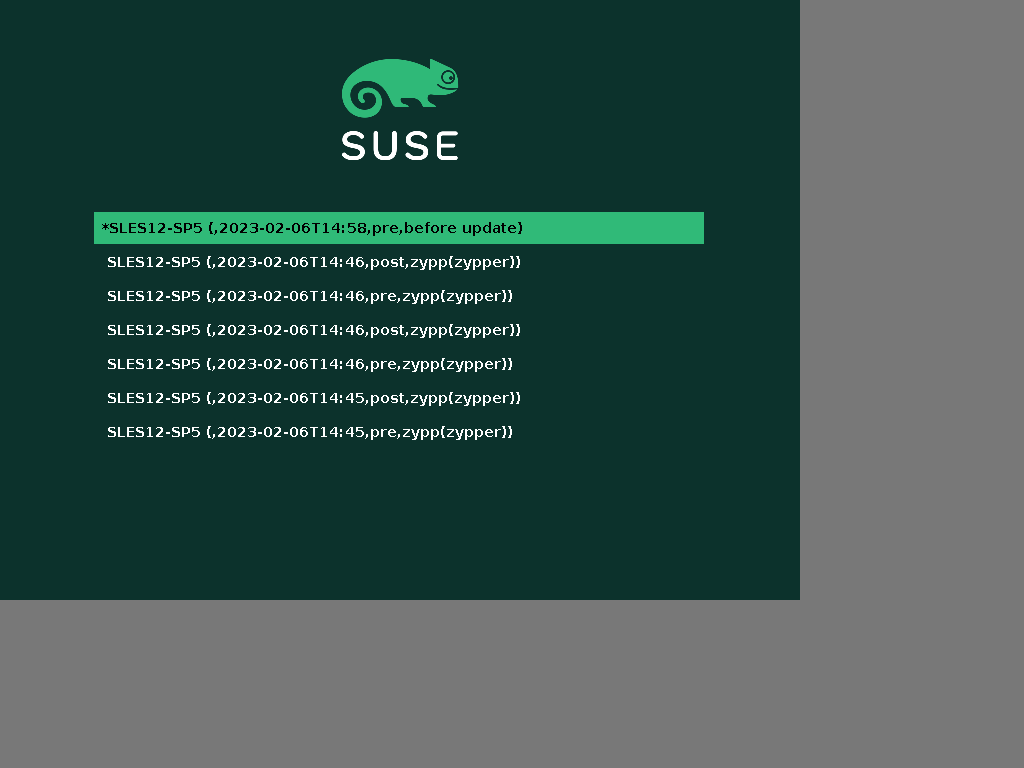 SUSE
*SLES12-SP5 (,2023-02-06T14:58,pre,before update)
SLES12-SP5 (,2023-02-06T14:46,post,zypp(zypper))
SLES12-SP5 (,2023-02-06T14:46,pre,zypp(zypper))
SLES12-SP5 (,2023-02-06T14:46,post,zypp(zypper))
SLES12-SP5 (,2023-02-06T14:46,pre,zypp(zypper))
SLES12-SP5 (,2023-02-06T14:45,post,zypp(zypper))
SLES12-SP5 (,2023-02-06T14:45,pre,zypp(zypper))